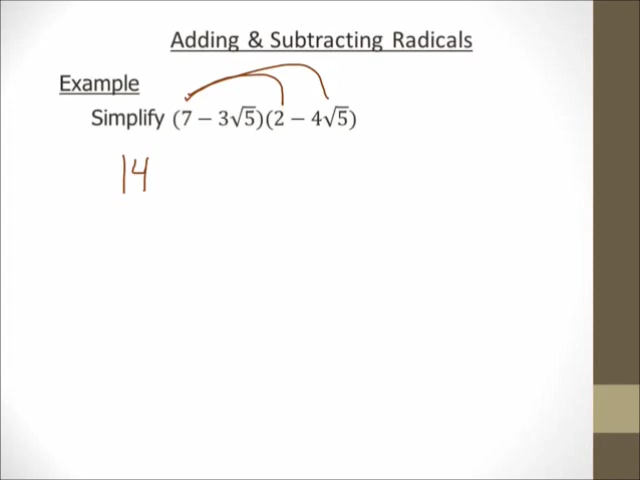 Adding & Subtracting Radicals
Example
Simplify (7 − 3√5)(2 − 4√5)
14